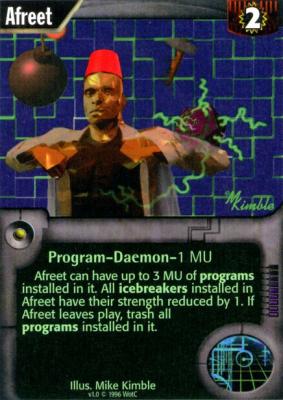 Afreet
2
M Kimble
Program-Daemon-1 MU
Afreet can have up to 3 MU of programs
installed in it. All icebreakers installed in
Afreet have their strength reduced by 1. If
Afreet leaves play, trash all
programs installed in it.
Illus. Mike Kimble
v1.0 © 1996 WotC